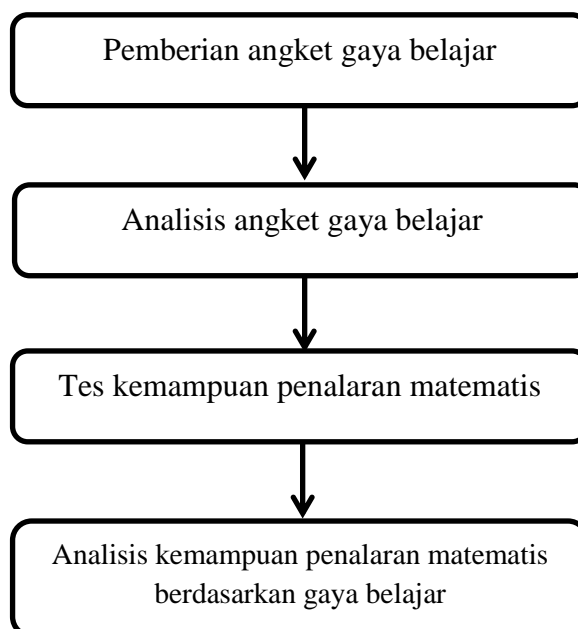 Pemberian angket gaya belajar
Analisis angket gaya belajar
Tes kemampuan penalaran matematis
Analisis kemampuan penalaran matematis
berdasarkan gaya belajar